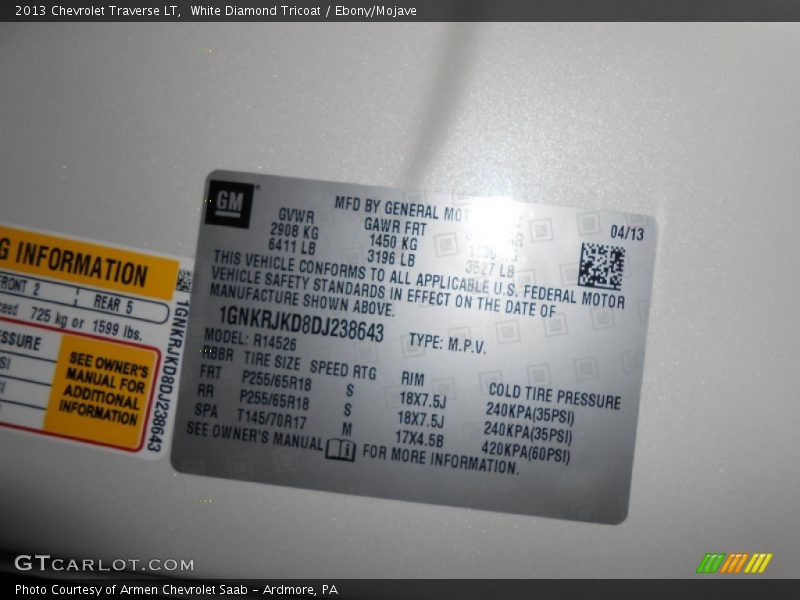 2013 Chevrolet Traverse LT,  White Diamond Tricoat / Ebony/Mojave
GM
MFD BY GENERAL
04/13
GVWR GAWR FRT
2908 KG 1450 KG
6411 LB 3196 LB 3527 LB
THIS VEHICLE CONFORMS TO ALL APPLICABLE U.S. FEDERAL MOTOR
VEHICLE SAFETY STANDARDS IN EFFECT ON THE DATE OF
MANUFACTURE SHOWN ABOVE.
1GNKRJKD8DJ238643 TYPE: M.P.V.
MODEL: R14526
TIRE SIZE SPEED RTG RIM COLD TIRE PRESSURE
FRT P255/65R18 S 18X7.5J 240KPA(35PSI)
RR P255/65R18 S 18X7.5J 240KPA(35PSI)
SPA T145/70R17 M 17X4.5B 420KPA(60PSI)
SEE OWNER'S MANUAL FOR MORE INFORMATION.
G INFORMATION
FRONT 2 REAR 5
725 kg or 1599 lbs.
SSURE
SEE OWNER'S
MANUAL FOR
ADDITIONAL
INFORMATION
1GNKRJKD8DJ238643
GTCARLOT.COM
Photo Courtesy of Armen Chevrolet Saab - Ardmore, PA